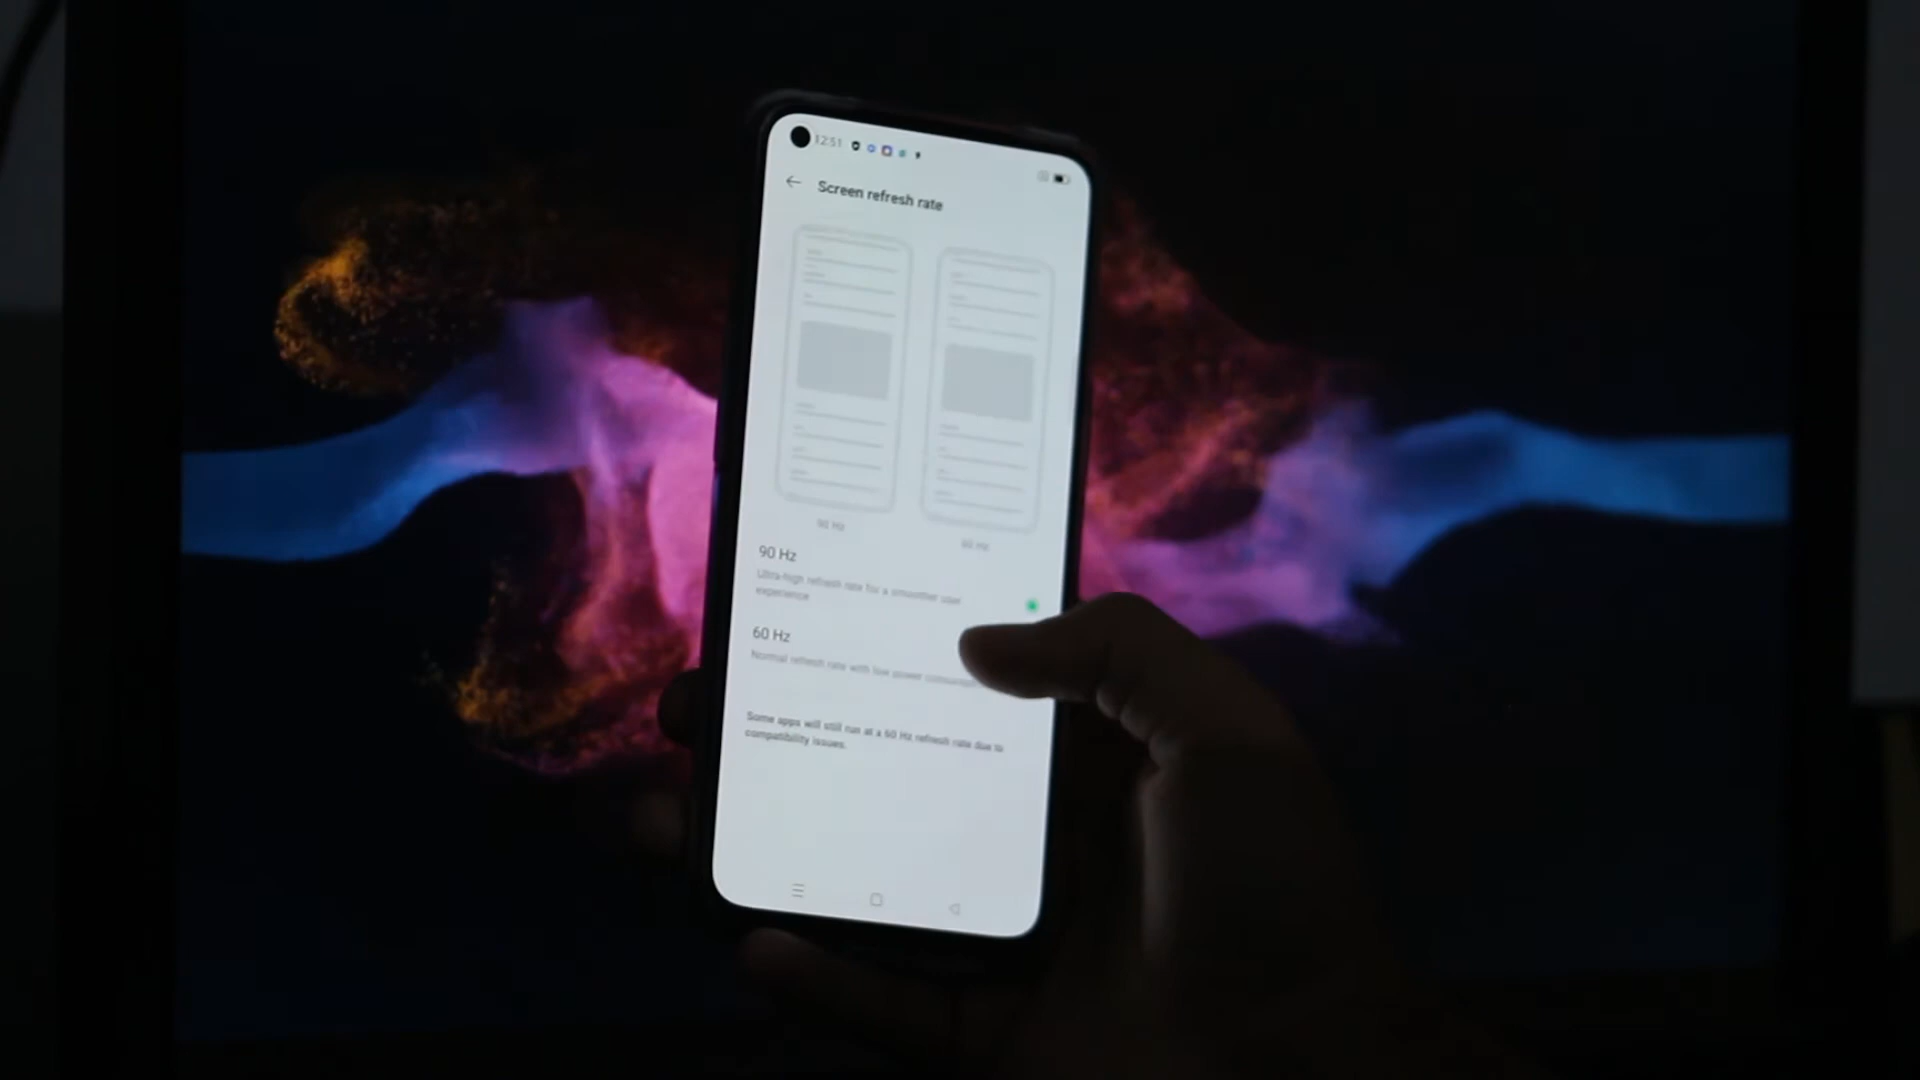 12:51
Screen refresh rate
90 Hz
60 Hz
90 Hz
Ultra-high refresh rate for a smoother user
experience
60 Hz
Normal refresh rate with low power
Some apps will still run at a 60 Hz refresh rate due to
compatibility issues.